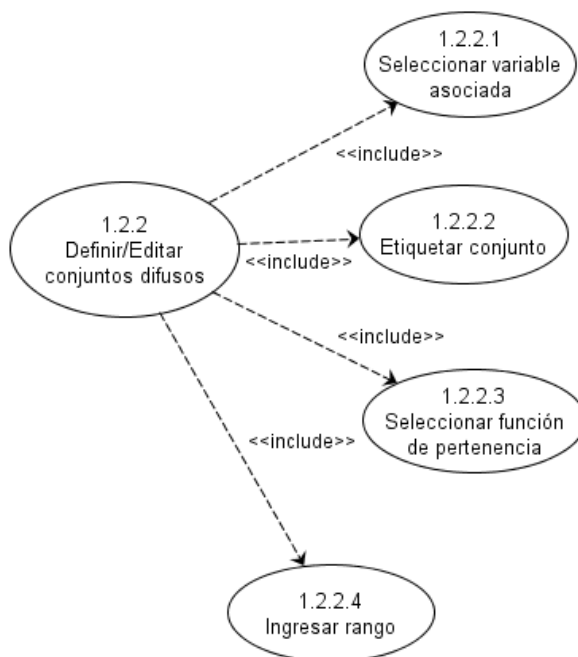 1.2.2.1
Seleccionar variable
asociada
<<include>>
1.2.2
Definir/Editar
conjuntos difusos
<<include>>
1.2.2.2
Etiquetar conjunto
<<include>>
1.2.2.3
Seleccionar función
de pertenencia
<<include>>
1.2.2.4
Ingresar rango